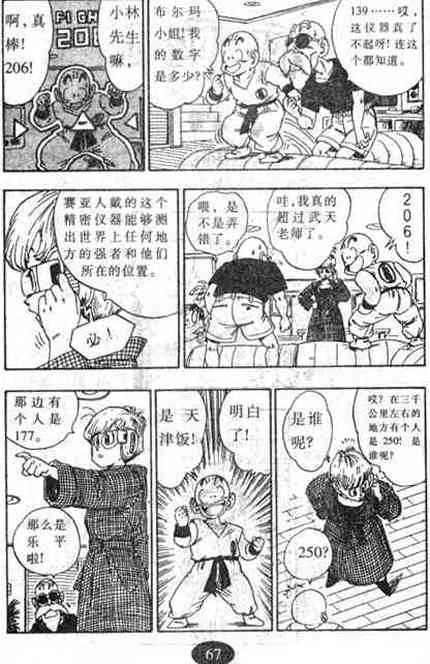 139……哎，
这仪器真了
不起呀!连这
个都知道。
布尔玛
小姐!我
的数字
是多少?
FIGH
206
小林
先生
嘛，
啊，真
棒!
206!
206!
哇,我真的
超过武天
老师了。
喂，是
不是弄
错了。
赛亚人戴的这个
精密仪器能够测
出世界上任何地
方的强者和他们
所在的位置。
必!
哎?在三千
公里左右的
地方有个人
是250!是
谁呢?
250?
是谁
呢?
明白
了!
是天
津饭!
那边有
个人是
177。
那么是
乐平
啦!
67